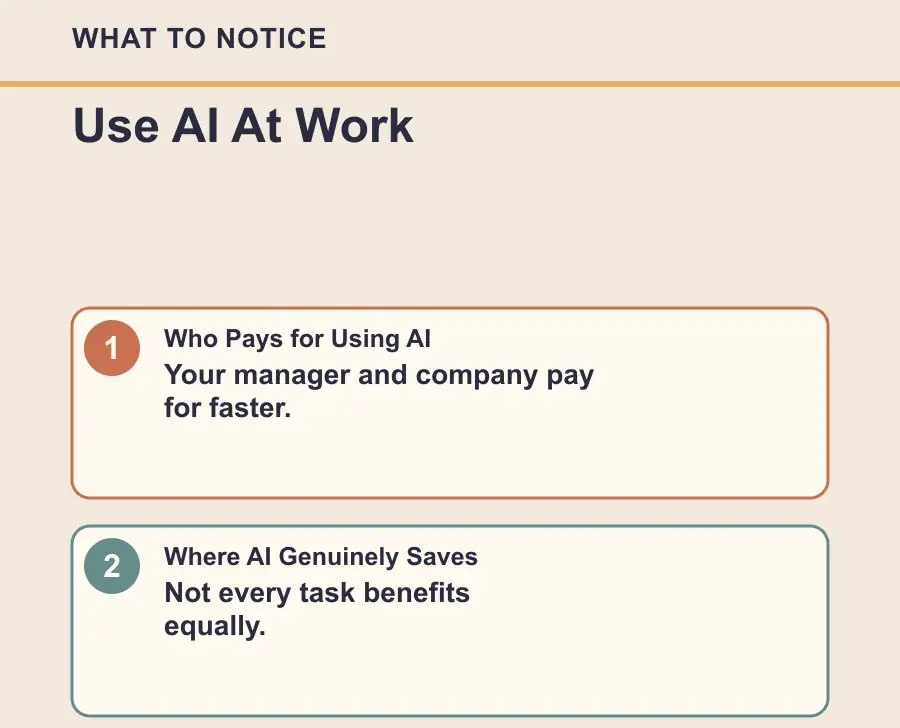 WHAT TO NOTICE
Use AI At Work
1
Who Pays for Using AI
Your manager and company pay
for faster.
2
Where AI Genuinely Saves
Not every task benefits
equally.